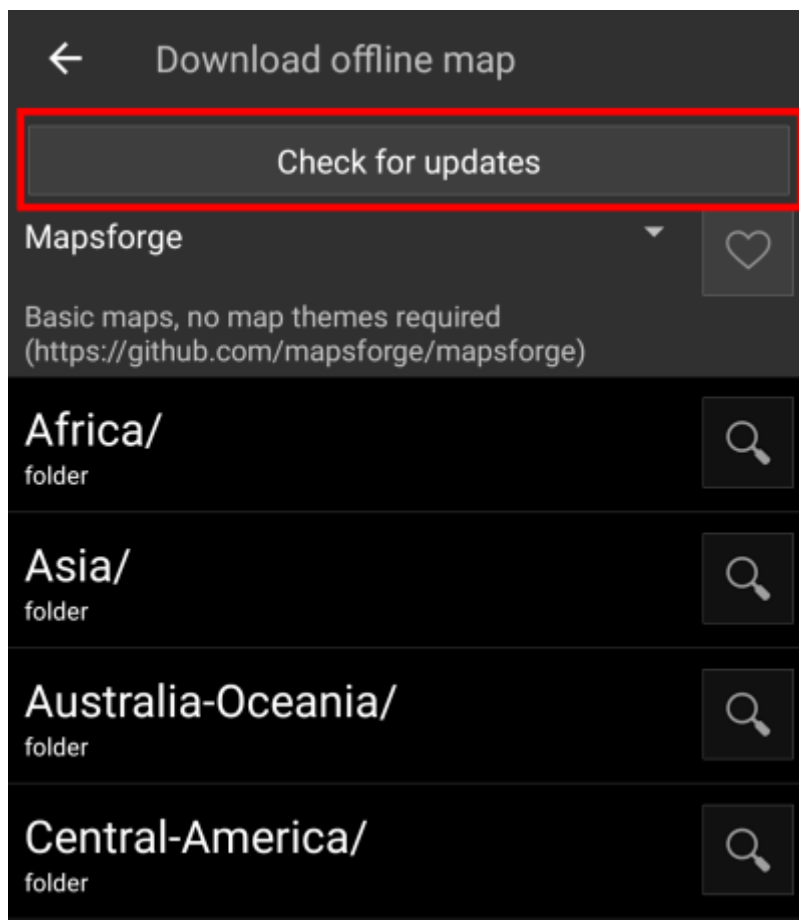 Download offline map
Check for updates
Mapsforge
Basic maps, no map themes required
(https://github.com/mapsforge/mapsforge)
Africa/
folder
Asia/
folder
Australia-Oceania/
folder
Central-America/
folder